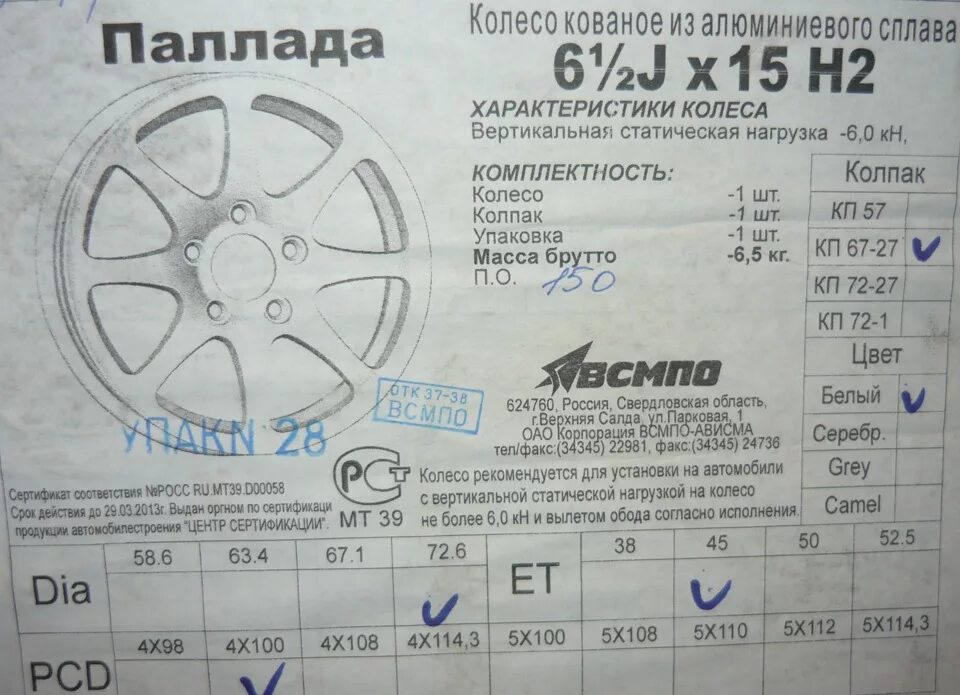 Паллада
Колесо кованое из алюминиевого сплава
6½J x 15 H2
ХАРАКТЕРИСТИКИ КОЛЕСА
Вертикальная статическая нагрузка -6,0 кН,
КОМПЛЕКТНОСТЬ:
Колесо -1 шт.
Колпак -1 шт.
Упаковка -1 шт.
Масса брутто -6,5 кг.
П.О. 150
Колпак
КП 57
КП 67-27
КП 72-27
КП 72-1
Цвет
Белый
Серебр.
Grey
Camel
ВСМПО
624760, Россия, Свердловская область,
г.Верхняя Салда, ул.Парковая, 1
ОАО Корпорация ВСМПО-АВИСМА
тел/факс:(34345) 22981, факс:(34345) 24736
ОТК 37-38
ВСМПО
УПАКN 28
РСТ
МТ 39
Сертификат соответствия №РОСС RU.MT39.D00058
Срок действия до 29.03.2013г. Выдан оргном по сертификаци
продукции автомобилестроения "ЦЕНТР СЕРТИФИКАЦИИ".
Колесо рекомендуется для установки на автомобили
с вертикальной статической нагрузкой на колесо
не более 6,0 кН и вылетом обода согласно исполнения.
Dia 58.6 63.4 67.1 72.6
ET 38 45 50 52.5
PCD 4X98 4X100 4X108 4X114,3 5X100 5X108 5X110 5X112 5X114,3